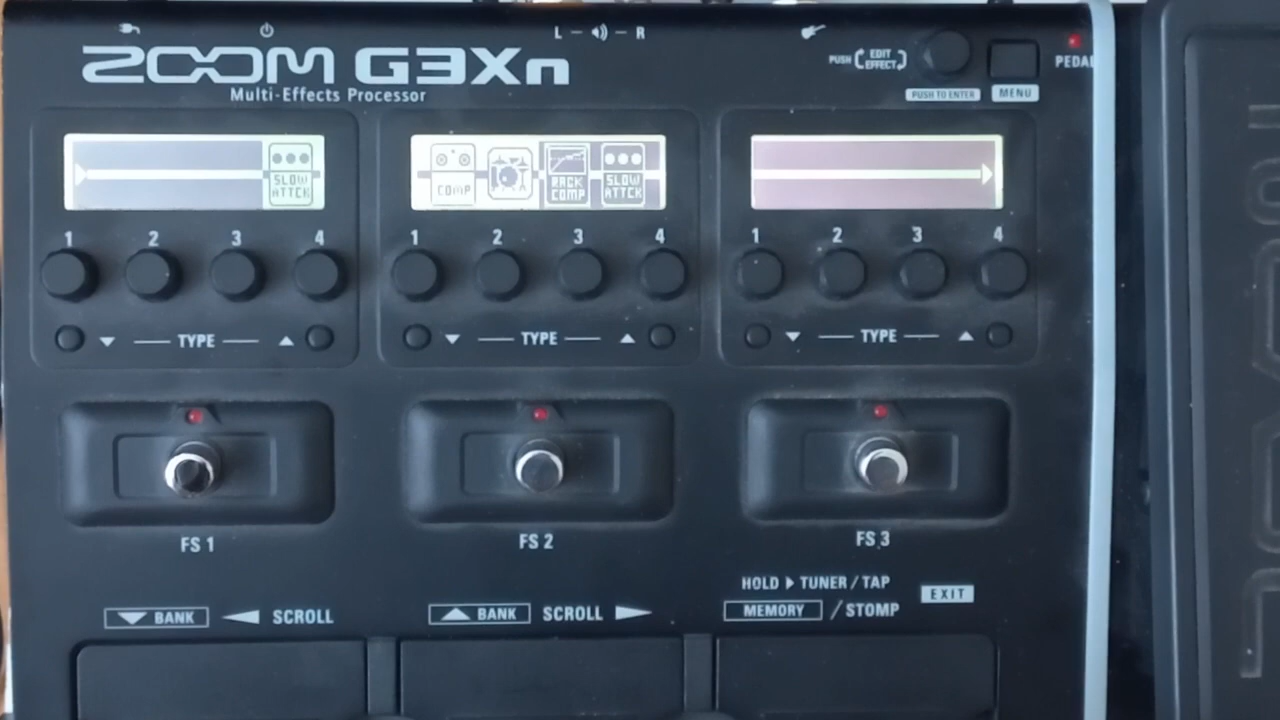 L R
ZOOM G3Xn
Multi-Effects Processor
PUSH EDIT EFFECT
PEDAL
PUSH TO ENTER MENU
SLOW ATTCK
COMP
RACK COMP
SLOW ATTCK
1 2 3 4 1 2 3 4 1 2 3 4
TYPE TYPE TYPE
FS 1 FS 2 FS 3
HOLD TUNER / TAP EXIT
BANK SCROLL BANK SCROLL MEMORY / STOMP